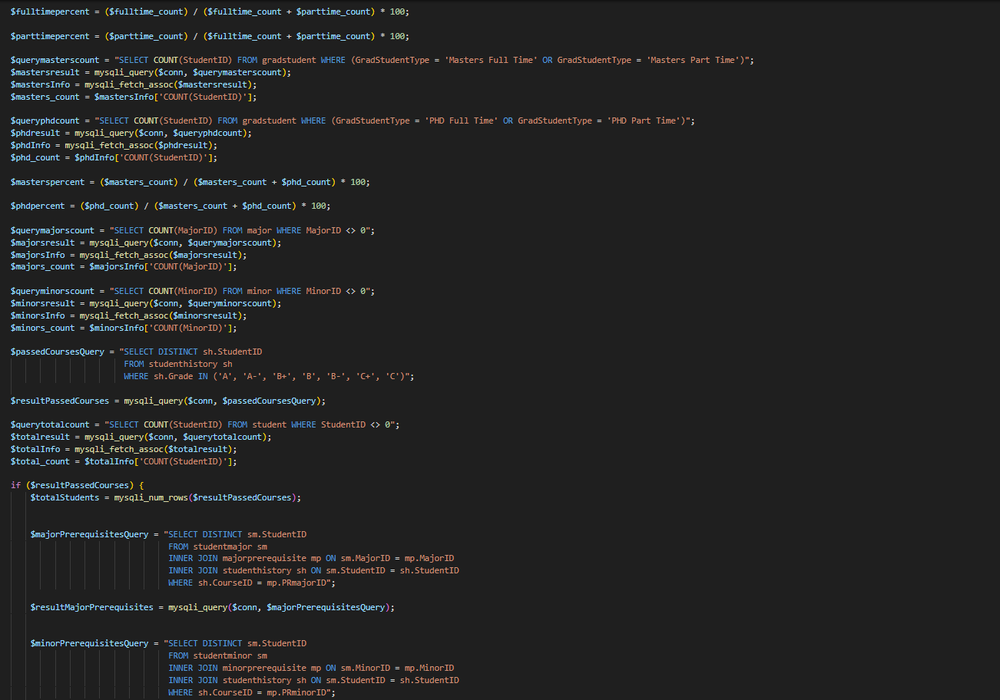 $fulltimepercent = ($fulltime_count) / ($fulltime_count + $parttime_count) * 100;
$parttimepercent = ($parttime_count) / ($fulltime_count + $parttime_count) * 100;
$querymasterscount = "SELECT COUNT(StudentID) FROM gradstudent WHERE (GradStudentType = 'Masters Full Time' OR GradStudentType = 'Masters Part Time')";
$mastersresult = mysqli_query($conn, $querymasterscount);
$mastersInfo = mysqli_fetch_assoc($mastersresult);
$masters_count = $mastersInfo['COUNT(StudentID)'];
$queryphdcount = "SELECT COUNT(StudentID) FROM gradstudent WHERE (GradStudentType = 'PHD Full Time' OR GradStudentType = 'PHD Part Time')";
$phdresult = mysqli_query($conn, $queryphdcount);
$phdInfo = mysqli_fetch_assoc($phdresult);
$phd_count = $phdInfo['COUNT(StudentID)'];
$masterspercent = ($masters_count) / ($masters_count + $phd_count) * 100;
$phdpercent = ($phd_count) / ($masters_count + $phd_count) * 100;
$querymajorscount = "SELECT COUNT(MajorID) FROM major WHERE MajorID <> 0";
$majorsresult = mysqli_query($conn, $querymajorscount);
$majorsInfo = mysqli_fetch_assoc($majorsresult);
$majors_count = $majorsInfo['COUNT(MajorID)'];
$queryminorscount = "SELECT COUNT(MinorID) FROM minor WHERE MinorID <> 0";
$minorsresult = mysqli_query($conn, $queryminorscount);
$minorsInfo = mysqli_fetch_assoc($minorsresult);
$minors_count = $minorsInfo['COUNT(MinorID)'];
$passedCoursesQuery = "SELECT DISTINCT sh.StudentID
FROM studenthistory sh
WHERE sh.Grade IN ('A', 'A-', 'B+', 'B', 'B-', 'C+', 'C')";
$resultPassedCourses = mysqli_query($conn, $passedCoursesQuery);
$querytotalcount = "SELECT COUNT(StudentID) FROM student WHERE StudentID <> 0";
$totalresult = mysqli_query($conn, $querytotalcount);
$totalInfo = mysqli_fetch_assoc($totalresult);
$total_count = $totalInfo['COUNT(StudentID)'];
if ($resultPassedCourses) {
$totalStudents = mysqli_num_rows($resultPassedCourses);
$majorPrerequisitesQuery = "SELECT DISTINCT sm.StudentID
FROM studentmajor sm
INNER JOIN majorprerequisite mp ON sm.MajorID = mp.MajorID
INNER JOIN studenthistory sh ON sm.StudentID = sh.StudentID
WHERE sh.CourseID = mp.PRmajorID";
$resultMajorPrerequisites = mysqli_query($conn, $majorPrerequisitesQuery);
$minorPrerequisitesQuery = "SELECT DISTINCT sm.StudentID
FROM studentminor sm
INNER JOIN minorprerequisite mp ON sm.MinorID = mp.MinorID
INNER JOIN studenthistory sh ON sm.StudentID = sh.StudentID
WHERE sh.CourseID = mp.PRminorID";